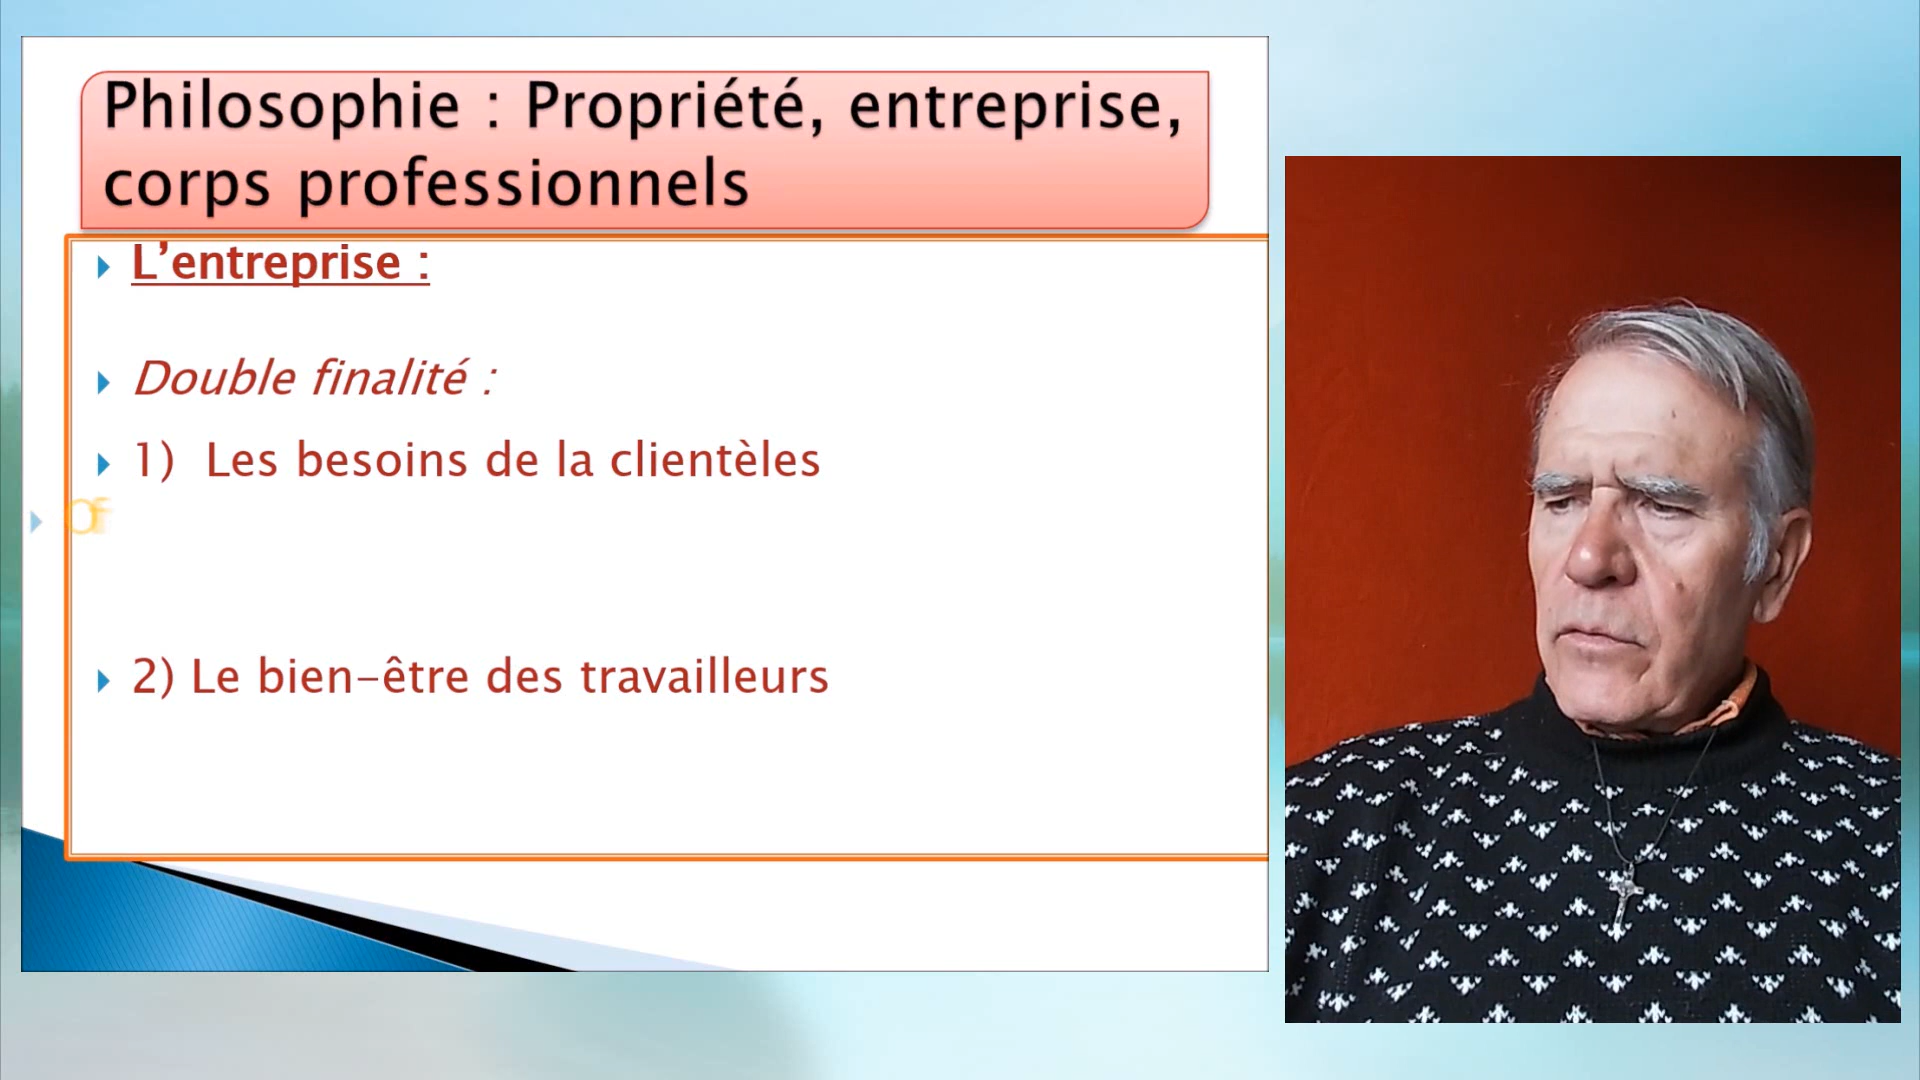 Philosophie : Propriété, entreprise,
corps professionnels
L’entreprise :
Double finalité :
1) Les besoins de la clientèles
2) Le bien-être des travailleurs